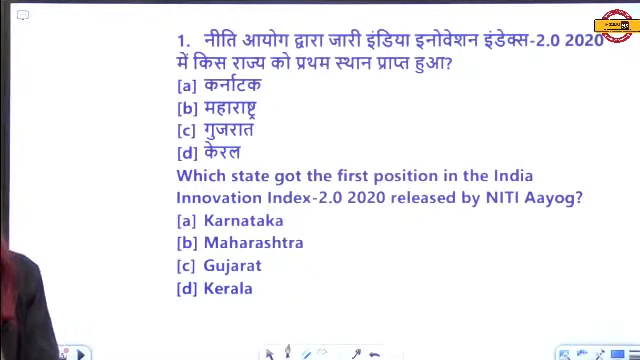 1. नीति आयोग द्वारा जारी इंडिया इनोवेशन इंडेक्स-2.0 2020
में किस राज्य को प्रथम स्थान प्राप्त हुआ?
[a] कर्नाटक
[b] महाराष्ट्र
[c] गुजरात
[d] केरल
Which state got the first position in the India
Innovation Index-2.0 2020 released by NITI Aayog?
[a] Karnataka
[b] Maharashtra
[c] Gujarat
[d] Kerala